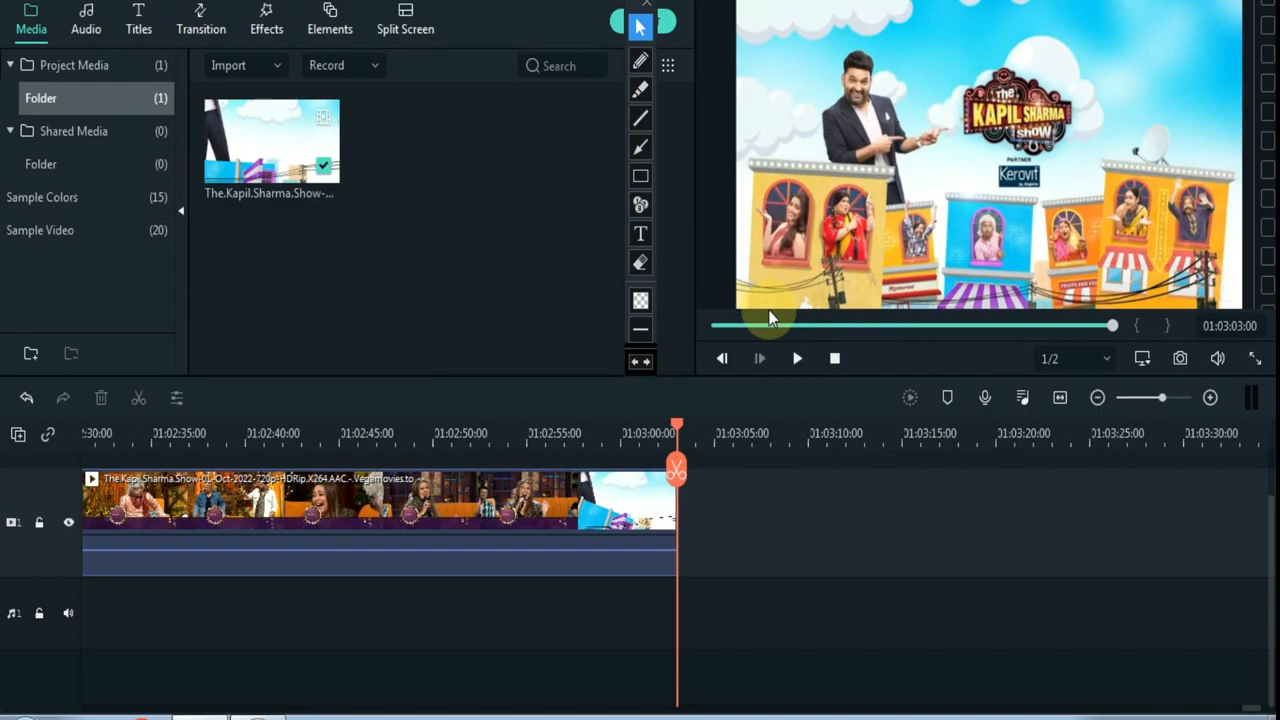 Media Audio Titles Transition Effects Elements Split Screen
Project Media (1)
Import Record Search
Folder (1)
Shared Media (0)
Folder (0)
Sample Colors (15)
Sample Video (20)
The.Kapil.Sharma.Show-...
The
KAPIL SHARMA
show
PARTNER
Kerovit
01:03:03:00
1/2
:30:00 01:02:35:00 01:02:40:00 01:02:45:00 01:02:50:00 01:02:55:00 01:03:00:00 01:03:05:00 01:03:10:00 01:03:15:00 01:03:20:00 01:03:25:00 01:03:30:00
The.Kapil.Sharma.Show-01-Oct-2022-720p-HDRip.X264.AAC.-.Vegamovies.to
1
1